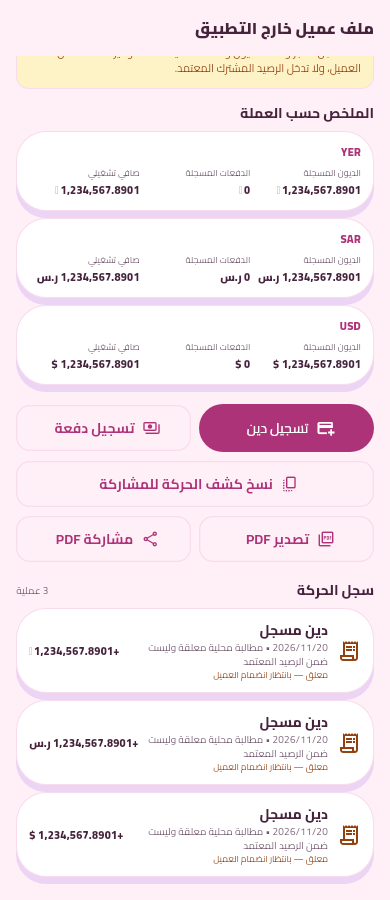 ملف عميل خارج التطبيق
العميل، ولا تدخل الرصيد المشترك المعتمد.
الملخص حسب العملة
YER
الديون المسجلة الدفعات المسجلة صافي تشغيلي
1,234,567.8901 0 1,234,567.8901
SAR
الديون المسجلة الدفعات المسجلة صافي تشغيلي
1,234,567.8901 ر.س 0 ر.س 1,234,567.8901 ر.س
USD
الديون المسجلة الدفعات المسجلة صافي تشغيلي
1,234,567.8901 $ 0 $ 1,234,567.8901 $
تسجيل دين
تسجيل دفعة
نسخ كشف الحركة للمشاركة
تصدير PDF
مشاركة PDF
سجل الحركة
3 عملية
دين مسجل
2026/11/20 • مطالبة محلية معلقة وليست
ضمن الرصيد المعتمد
معلق — بانتظار انضمام العميل
+1,234,567.8901
دين مسجل
2026/11/20 • مطالبة محلية معلقة وليست
ضمن الرصيد المعتمد
معلق — بانتظار انضمام العميل
+1,234,567.8901 ر.س
دين مسجل
2026/11/20 • مطالبة محلية معلقة وليست
ضمن الرصيد المعتمد
معلق — بانتظار انضمام العميل
+1,234,567.8901 $